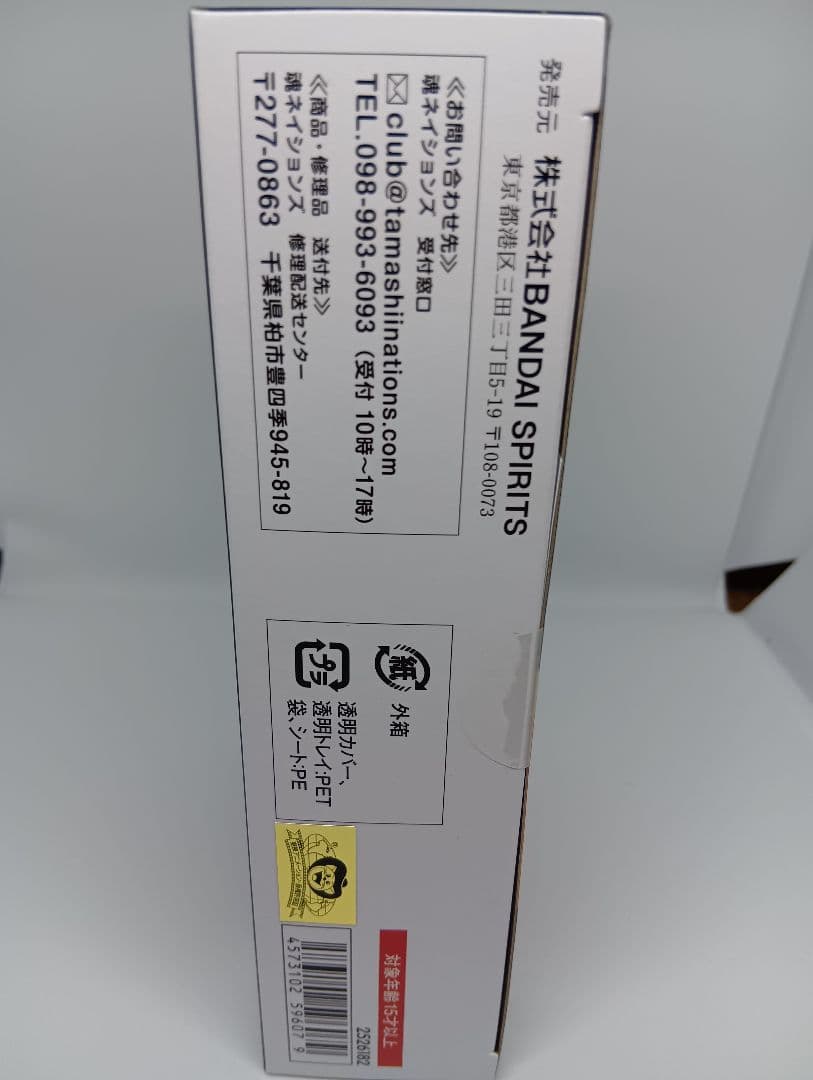 発売元 株式会社BANDAI SPIRITS
東京都港区三田三丁目5-19 〒108-0073
≪お問い合わせ先≫
魂ネイションズ 受付窓口
club@tamashiinations.com
TEL.098-993-6093 (受付 10時～17時)
≪商品・修理品 送付先≫
魂ネイションズ 修理配送センター
〒277-0863 千葉県柏市豊四季945-819
紙 外箱
プラ
透明カバー、
透明トレイ:PET
袋、シート:PE
対象年齢15才以上
2526182
4573102 59607 9